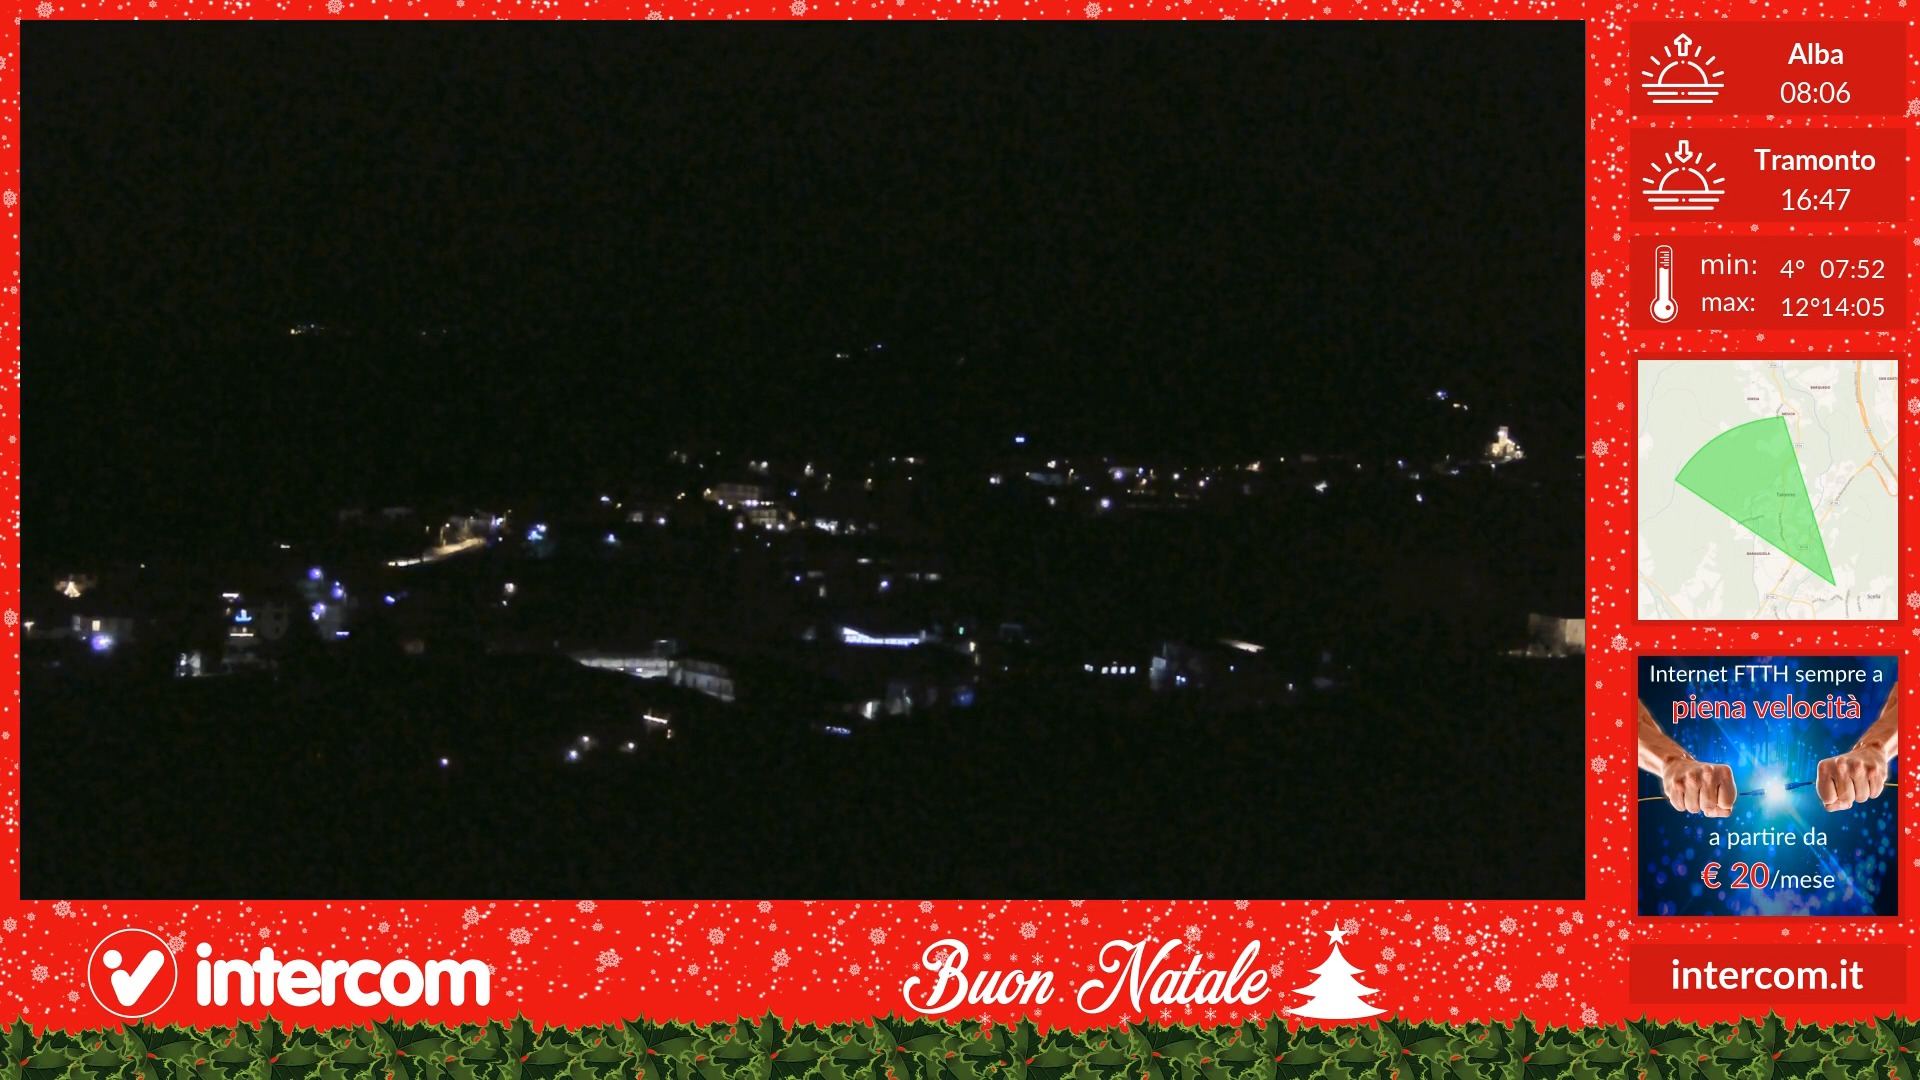 Alba
08:06
Tramonto
16:47
min: 4° 07:52
max: 12°14:05
Internet FTTH sempre a
piena velocità
a partire da
€ 20/mese
intercom
Buon Natale
intercom.it